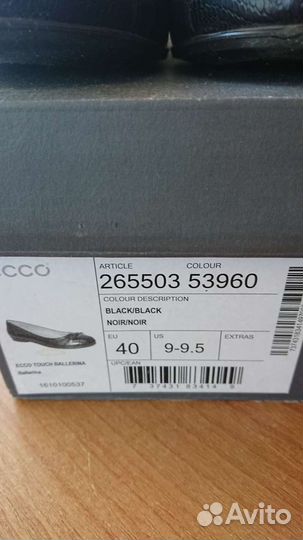 ECCO
ARTICLE COLOUR
265503 53960
COLOUR DESCRIPTION
BLACK/BLACK
NOIR/NOIR
EU US EXTRAS
40 9-9.5
UPC/EAN
ECCO TOUCH BALLERINA
Ballerina
1610100537
7 37431 83414
Avito